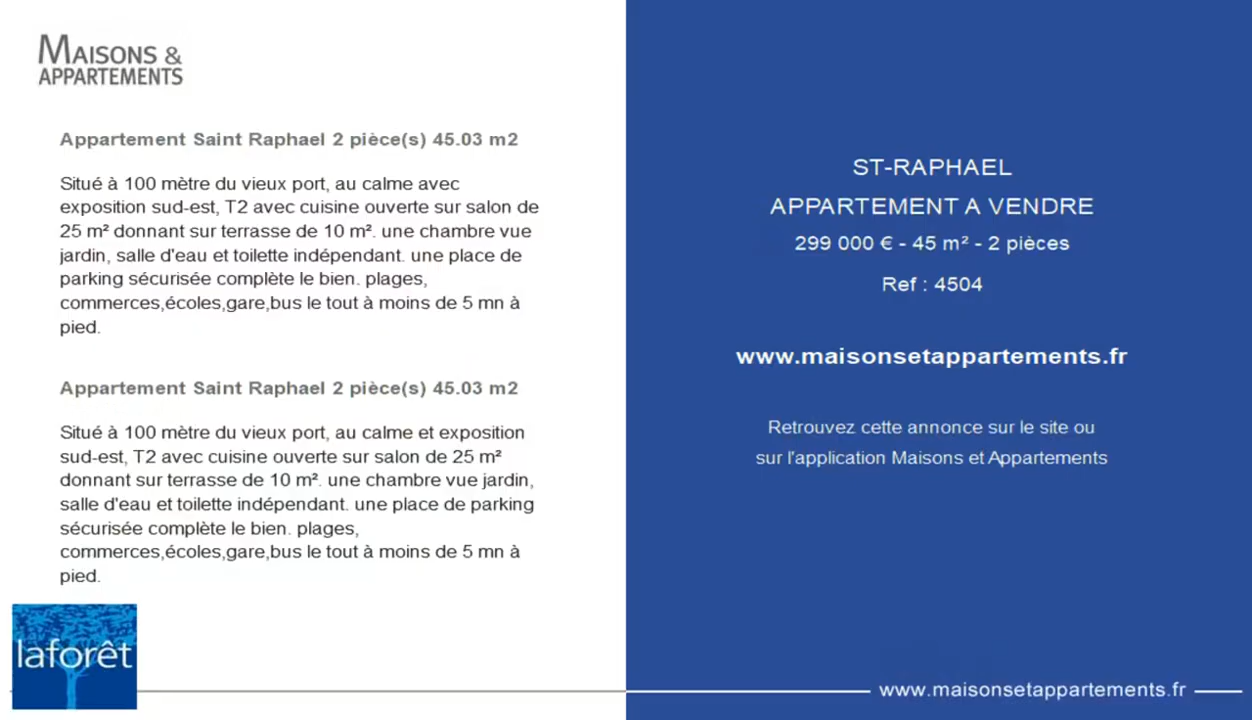 MAISONS &
APPARTEMENTS
Appartement Saint Raphael 2 pièce(s) 45.03 m2
Situé à 100 mètre du vieux port, au calme avec
exposition sud-est, T2 avec cuisine ouverte sur salon de
25 m² donnant sur terrasse de 10 m². une chambre vue
jardin, salle d'eau et toilette indépendant. une place de
parking sécurisée complète le bien. plages,
commerces,écoles,gare,bus le tout à moins de 5 mn à
pied.
Appartement Saint Raphael 2 pièce(s) 45.03 m2
Situé à 100 mètre du vieux port, au calme et exposition
sud-est, T2 avec cuisine ouverte sur salon de 25 m²
donnant sur terrasse de 10 m². une chambre vue jardin,
salle d'eau et toilette indépendant. une place de parking
sécurisée complète le bien. plages,
commerces,écoles,gare,bus le tout à moins de 5 mn à
pied.
laforêt
ST-RAPHAEL
APPARTEMENT A VENDRE
299 000 € - 45 m² - 2 pièces
Ref : 4504
www.maisonsetappartements.fr
Retrouvez cette annonce sur le site ou
sur l'application Maisons et Appartements
www.maisonsetappartements.fr